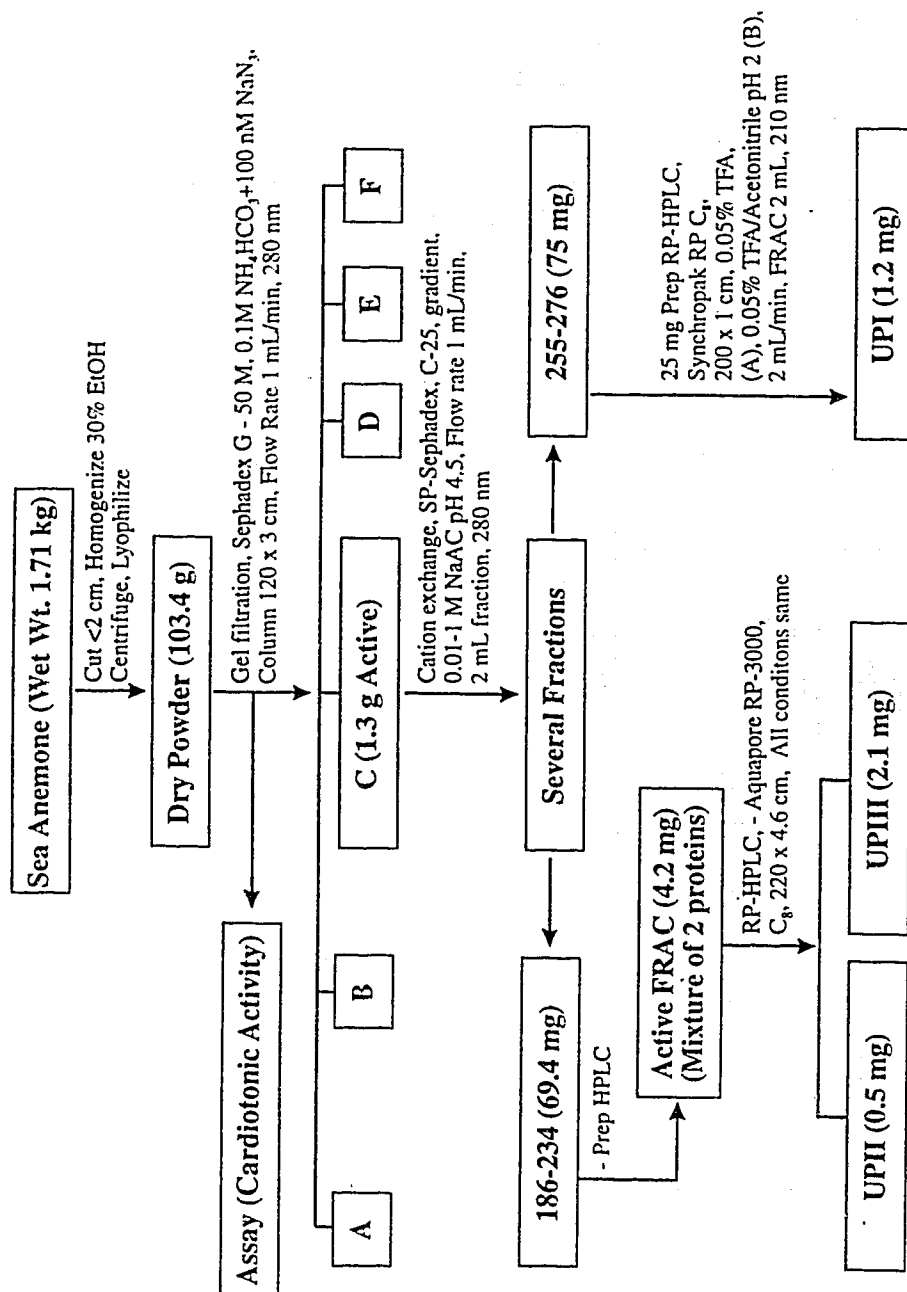 Sea Anemone (Wet Wt. 1.71 kg)
Cut <2 cm, Homogenize 30% EtOH
Centrifuge, Lyophilize
Dry Powder (103.4 g)
Gel filtration, Sephadex G - 50 M, 0.1M NH4HCO3+100 nM NaN3,
Column 120 x 3 cm, Flow Rate 1 mL/min, 280 nm
Assay (Cardiotonic Activity)
A
B
C (1.3 g Active)
D
E
F
Cation exchange, SP-Sephadex, C-25, gradient,
0.01-1 M NaAC pH 4.5, Flow rate 1 mL/min,
2 mL fraction, 280 nm
186-234 (69.4 mg)
Several Fractions
255-276 (75 mg)
- Prep HPLC
Active FRAC (4.2 mg)
(Mixture of 2 proteins)
RP-HPLC, - Aquapore RP-3000,
C8, 220 x 4.6 cm, All conditons same
25 mg Prep RP-HPLC,
Synchropak RP C8,
200 x 1 cm, 0.05% TFA,
(A), 0.05% TFA/Acetonitrile pH 2 (B),
2 mL/min, FRAC 2 mL, 210 nm
UPII (0.5 mg)
UPIII (2.1 mg)
UPI (1.2 mg)